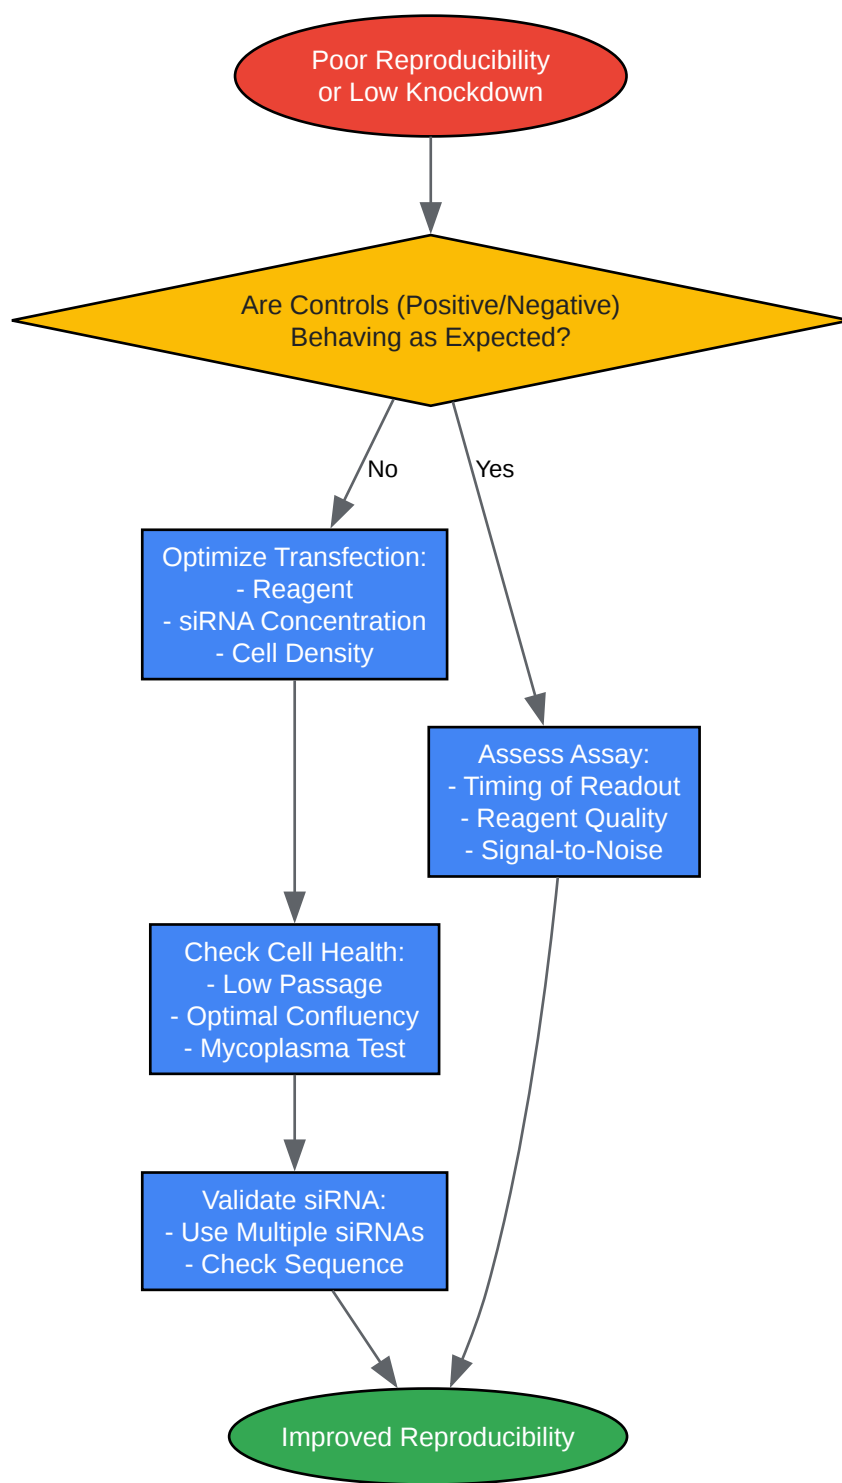 Poor Reproducibility
or Low Knockdown
Are Controls (Positive/Negative)
Behaving as Expected?
No
Yes
Optimize Transfection:
- Reagent
- siRNA Concentration
- Cell Density
Assess Assay:
- Timing of Readout
- Reagent Quality
- Signal-to-Noise
Check Cell Health:
- Low Passage
- Optimal Confluency
- Mycoplasma Test
Validate siRNA:
- Use Multiple siRNAs
- Check Sequence
Improved Reproducibility